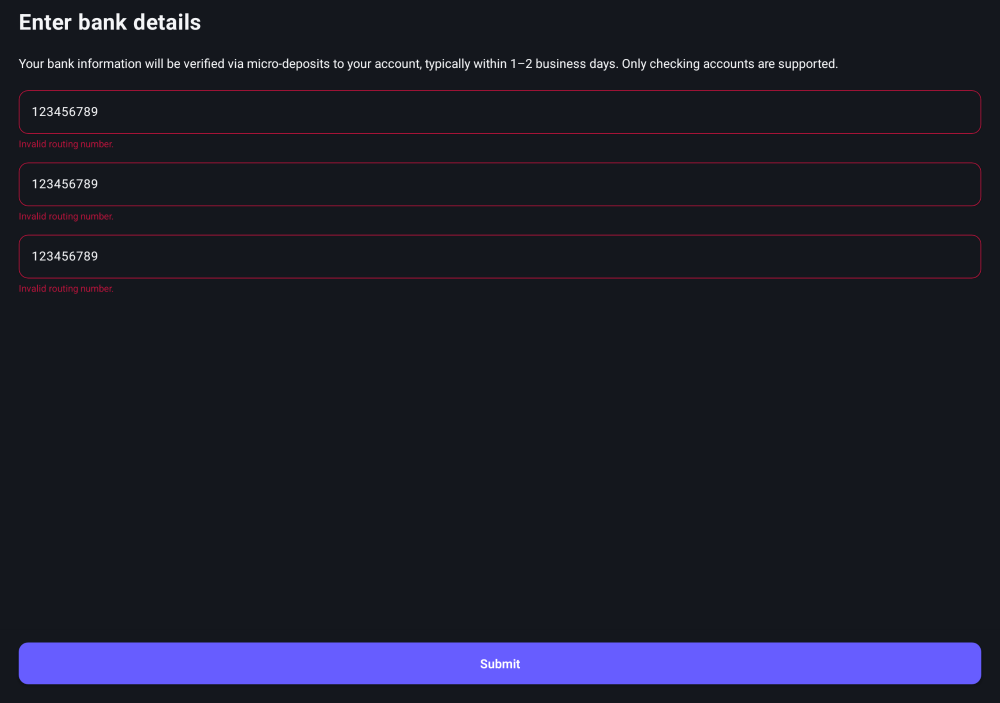 Enter bank details
Your bank information will be verified via micro-deposits to your account, typically within 1–2 business days. Only checking accounts are supported.
123456789
Invalid routing number.
123456789
Invalid routing number.
123456789
Invalid routing number.
Submit